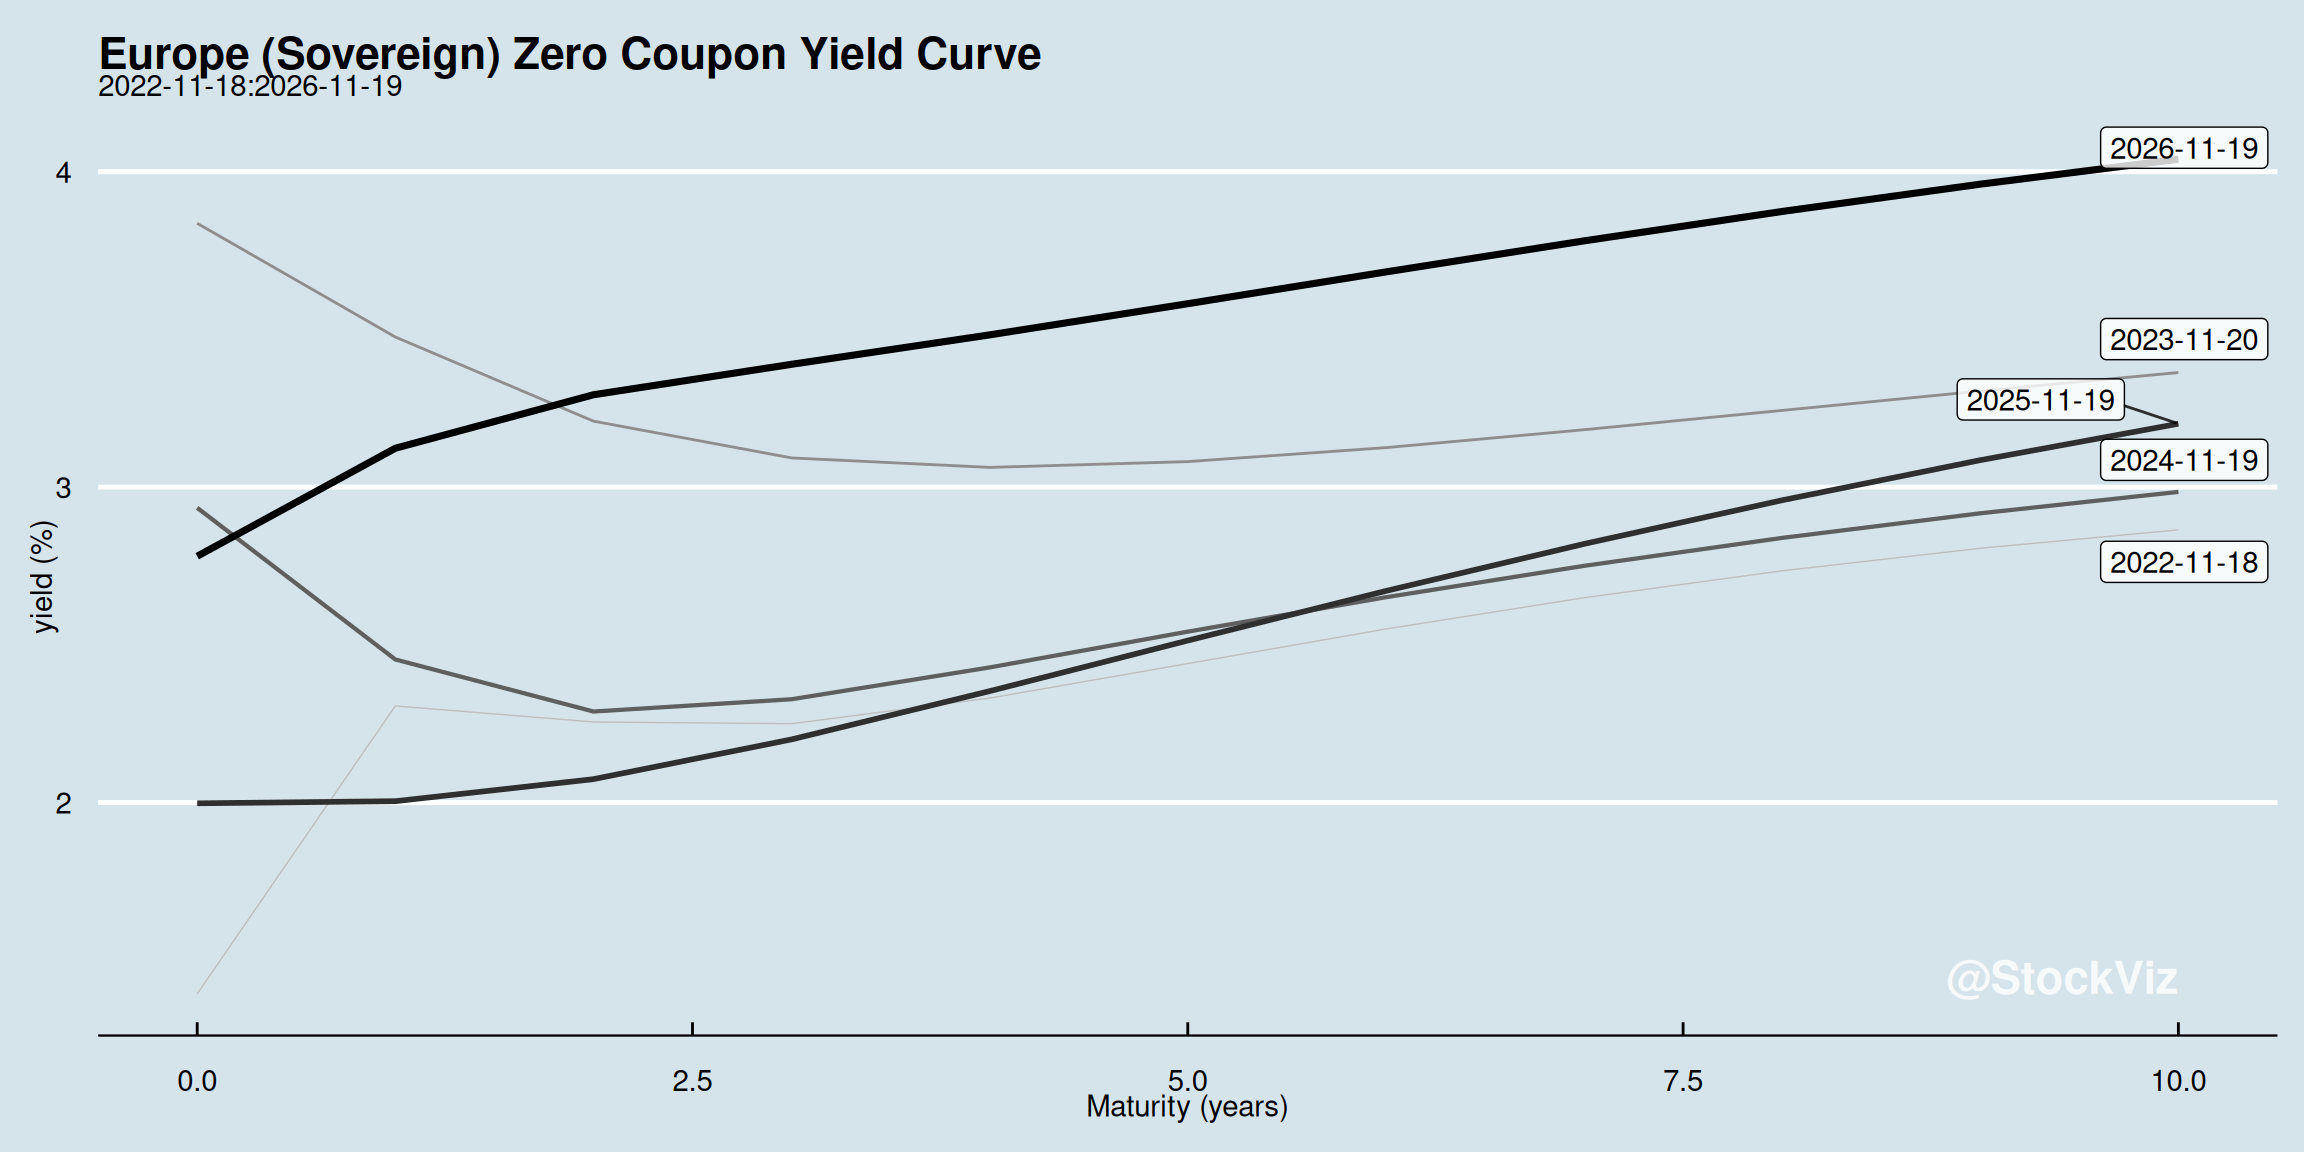 Europe (Sovereign) Zero Coupon Yield Curve
2022-11-18:2026-11-19
4
3
2
yield (%)
2026-11-19
2023-11-20
2025-11-19
2024-11-19
2022-11-18
@StockViz
0.0 2.5 5.0 7.5 10.0
Maturity (years)